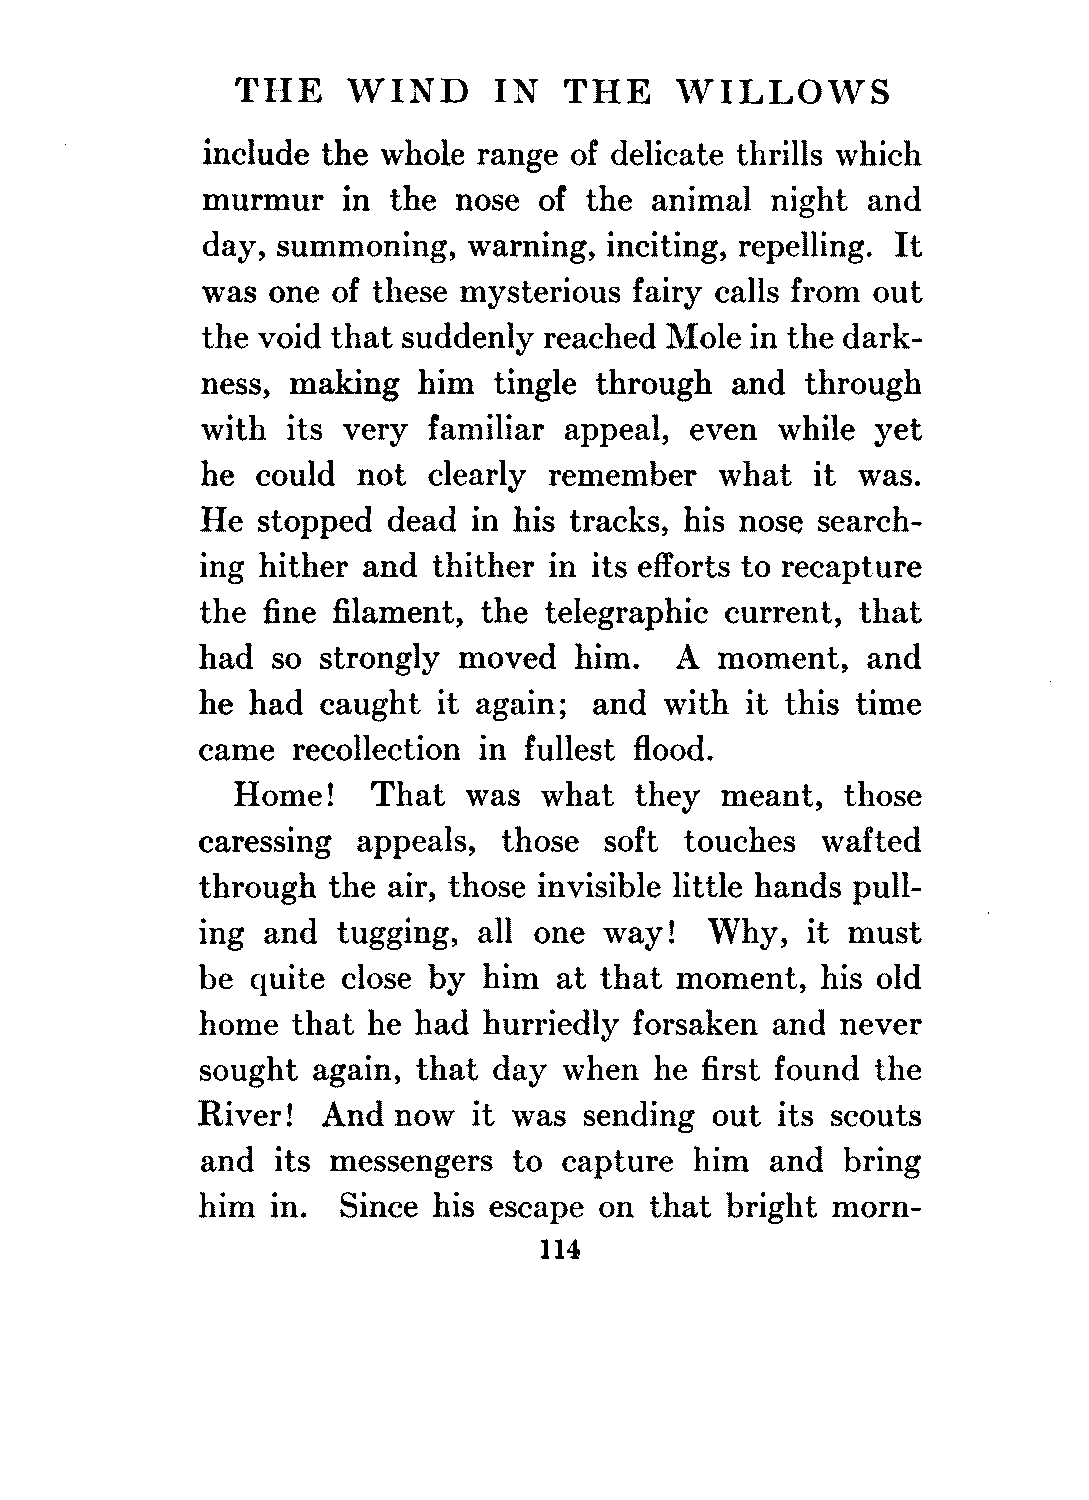 THE WIND IN THE WILLOWS
include the whole range of delicate thrills which
murmur in the nose of the animal night and
day, summoning, warning, inciting, repelling. It
was one of these mysterious fairy calls from out
the void that suddenly reached Mole in the dark-
ness, making him tingle through and through
with its very familiar appeal, even while yet
he could not clearly remember what it was.
He stopped dead in his tracks, his nose search-
ing hither and thither in its efforts to recapture
the fine filament, the telegraphic current, that
had so strongly moved him. A moment, and
he had caught it again; and with it this time
came recollection in fullest flood.
Home! That was what they meant, those
caressing appeals, those soft touches wafted
through the air, those invisible little hands pull-
ing and tugging, all one way! Why, it must
be quite close by him at that moment, his old
home that he had hurriedly forsaken and never
sought again, that day when he first found the
River! And now it was sending out its scouts
and its messengers to capture him and bring
him in. Since his escape on that bright morn-
114